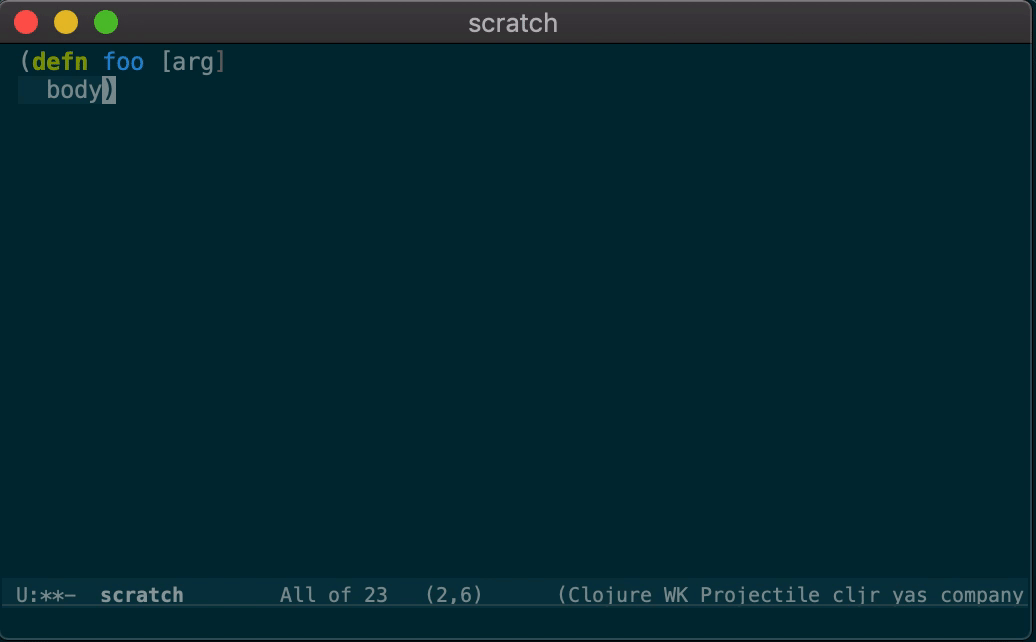 scratch
(defn foo [arg]
  body)
U:**-  scratch        All of 23   (2,6)      (Clojure WK Projectile cljr yas company